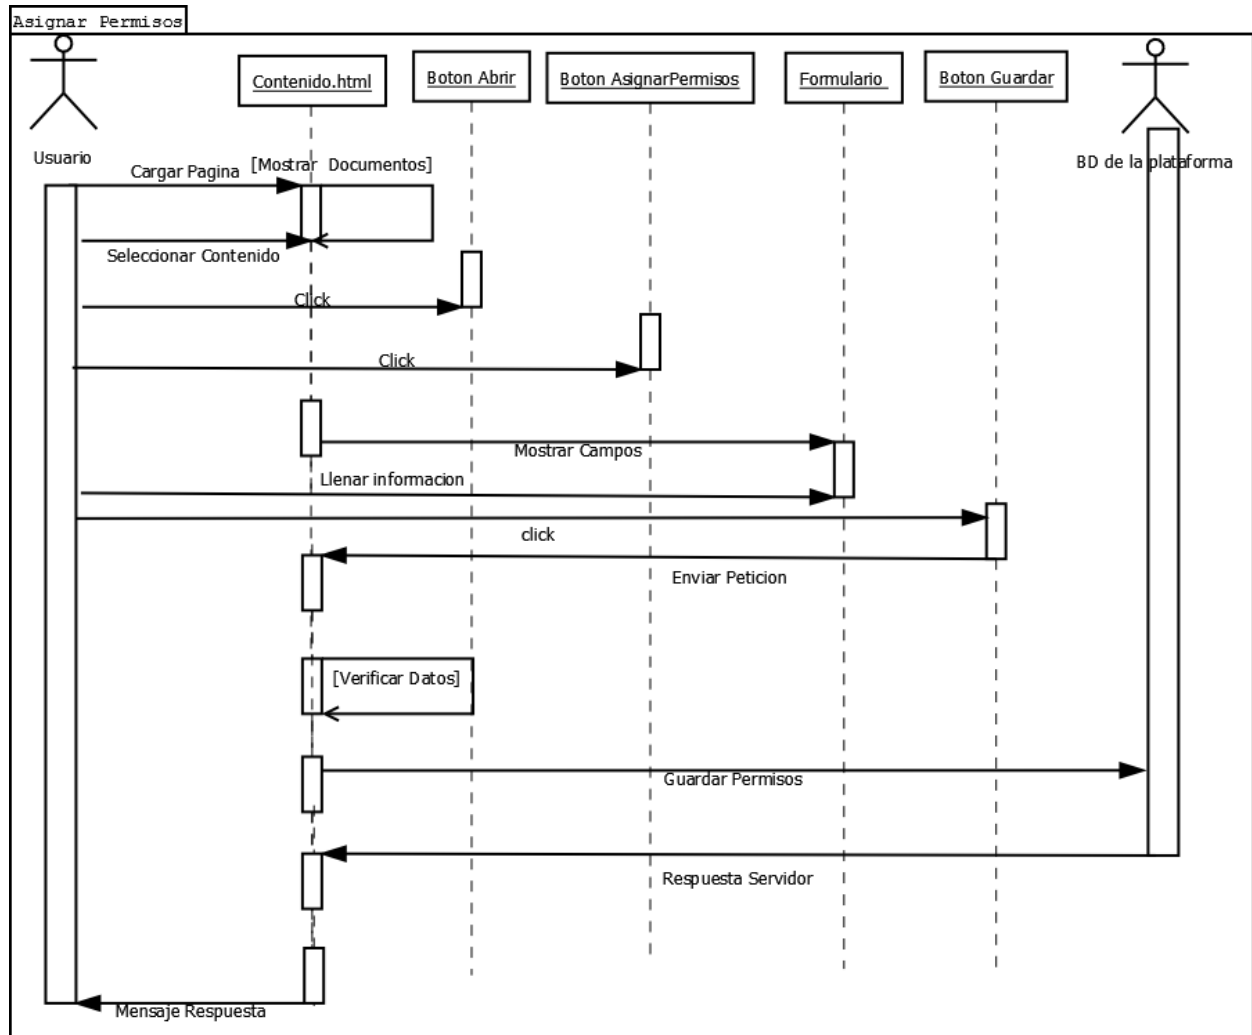 Asignar Permisos
Contenido.html
Boton Abrir
Boton AsignarPermisos
Formulario
Boton Guardar
Usuario
BD de la plataforma
Cargar Pagina
[Mostrar Documentos]
Seleccionar Contenido
Click
Click
Mostrar Campos
Llenar informacion
click
Enviar Peticion
[Verificar Datos]
Guardar Permisos
Respuesta Servidor
Mensaje Respuesta